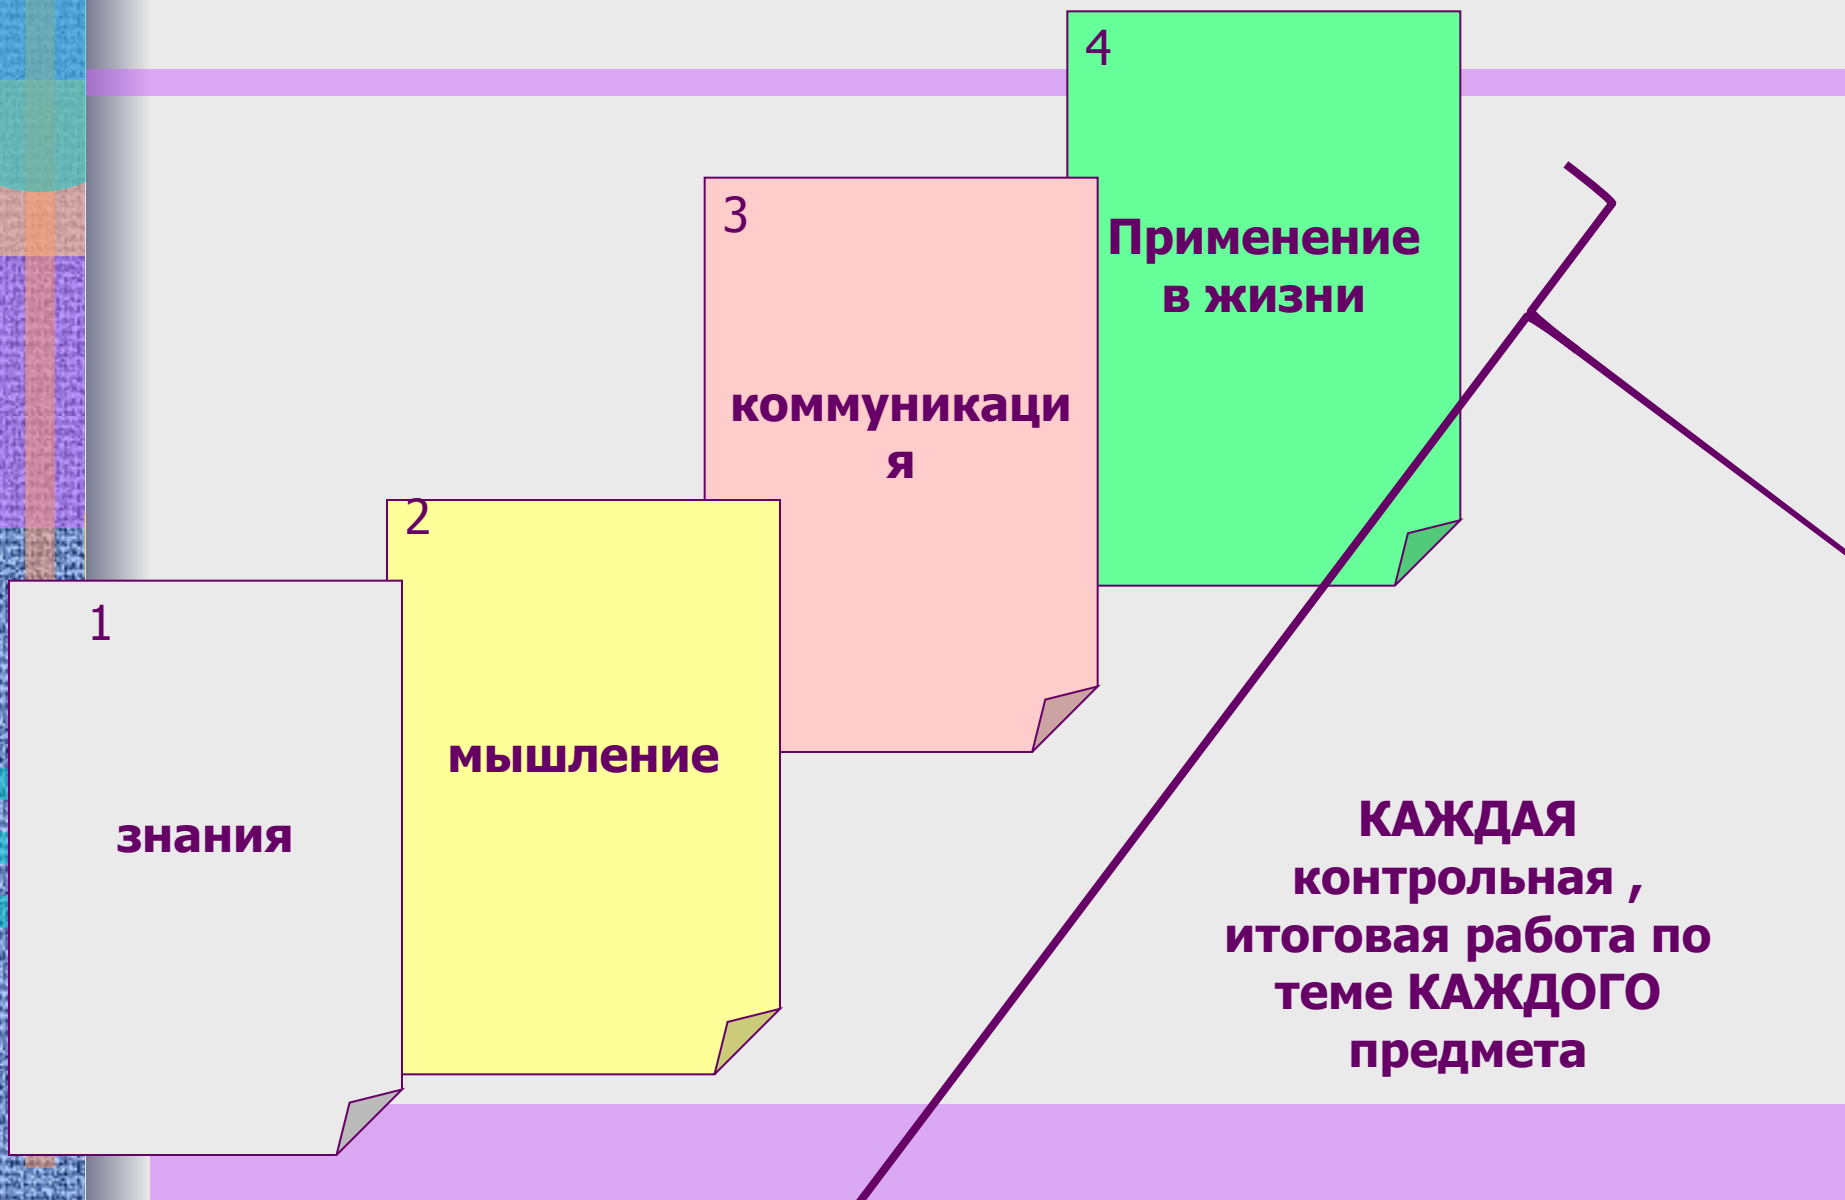 1
знания
2
мышление
3
коммуникаци
я
4
Применение
в жизни
КАЖДАЯ
контрольная ,
итоговая работа по
теме КАЖДОГО
предмета